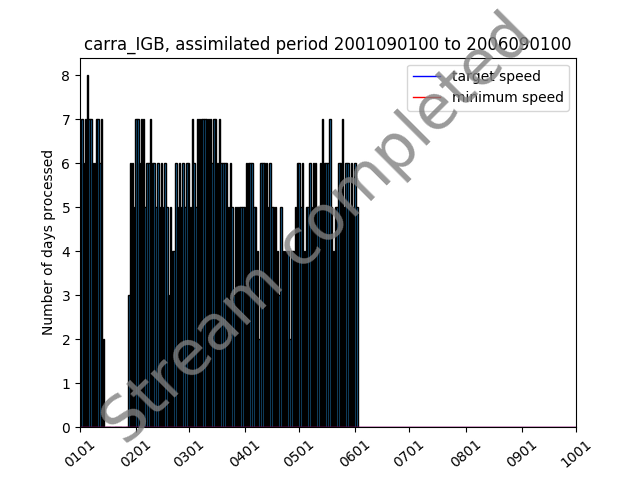 carra_IGB, assimilated period 2001090100 to 2006090100
target speed
minimum speed
Number of days processed
8
7
6
5
4
3
2
1
0
0101 0201 0301 0401 0501 0601 0701 0801 0901 1001
Stream completed